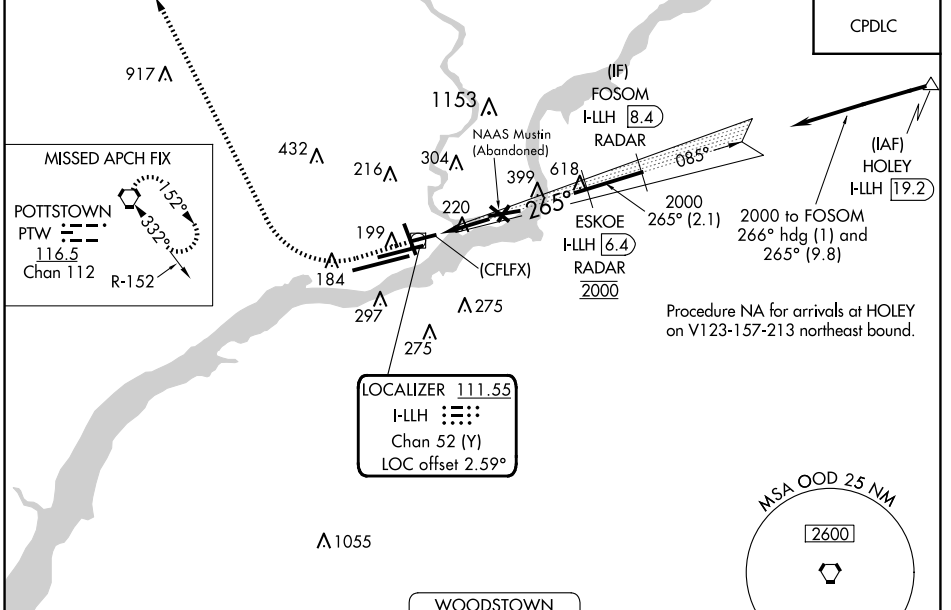 CPDLC
917
1153
(IF)
FOSOM
I-LLH 8.4
RADAR
NAAS Mustin
(Abandoned)
085°
(IAF)
HOLEY
I-LLH 19.2
MISSED APCH FIX
POTTSTOWN
PTW
116.5
Chan 112
152°
332°
R-152
432
216
304
399
618
220
265°
2000
265° (2.1)
2000 to FOSOM
266° hdg (1) and
265° (9.8)
ESKOE
I-LLH 6.4
RADAR
2000
199
184
(CFLFX)
297
275
275
Procedure NA for arrivals at HOLEY
on V123-157-213 northeast bound.
LOCALIZER 111.55
I-LLH
Chan 52 (Y)
LOC offset 2.59°
1055
MSA OOD 25 NM
2600
WOODSTOWN